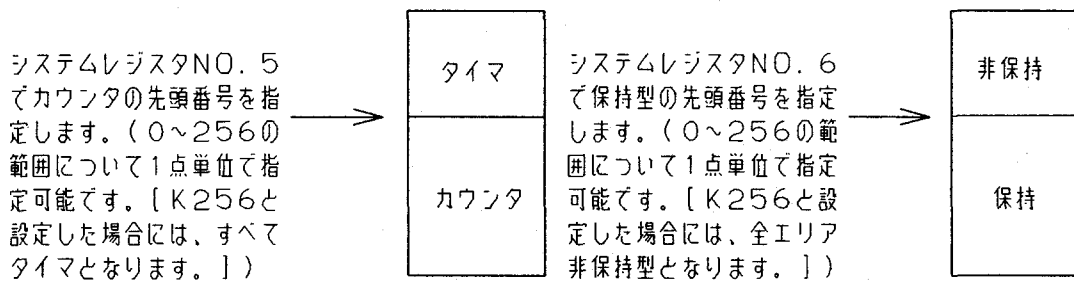 システムレジスタNO.5
でカウンタの先頭番号を指
定します。(0~256の
範囲について1点単位で指
定可能です。[K256と
設定した場合には、すべて
タイマとなります。])
タイマ
カウンタ
システムレジスタNO.6
で保持型の先頭番号を指定
します。(0~256の範
囲について1点単位で指定
可能です。[K256と設
定した場合には、全エリア
非保持型となります。])
非保持
保持